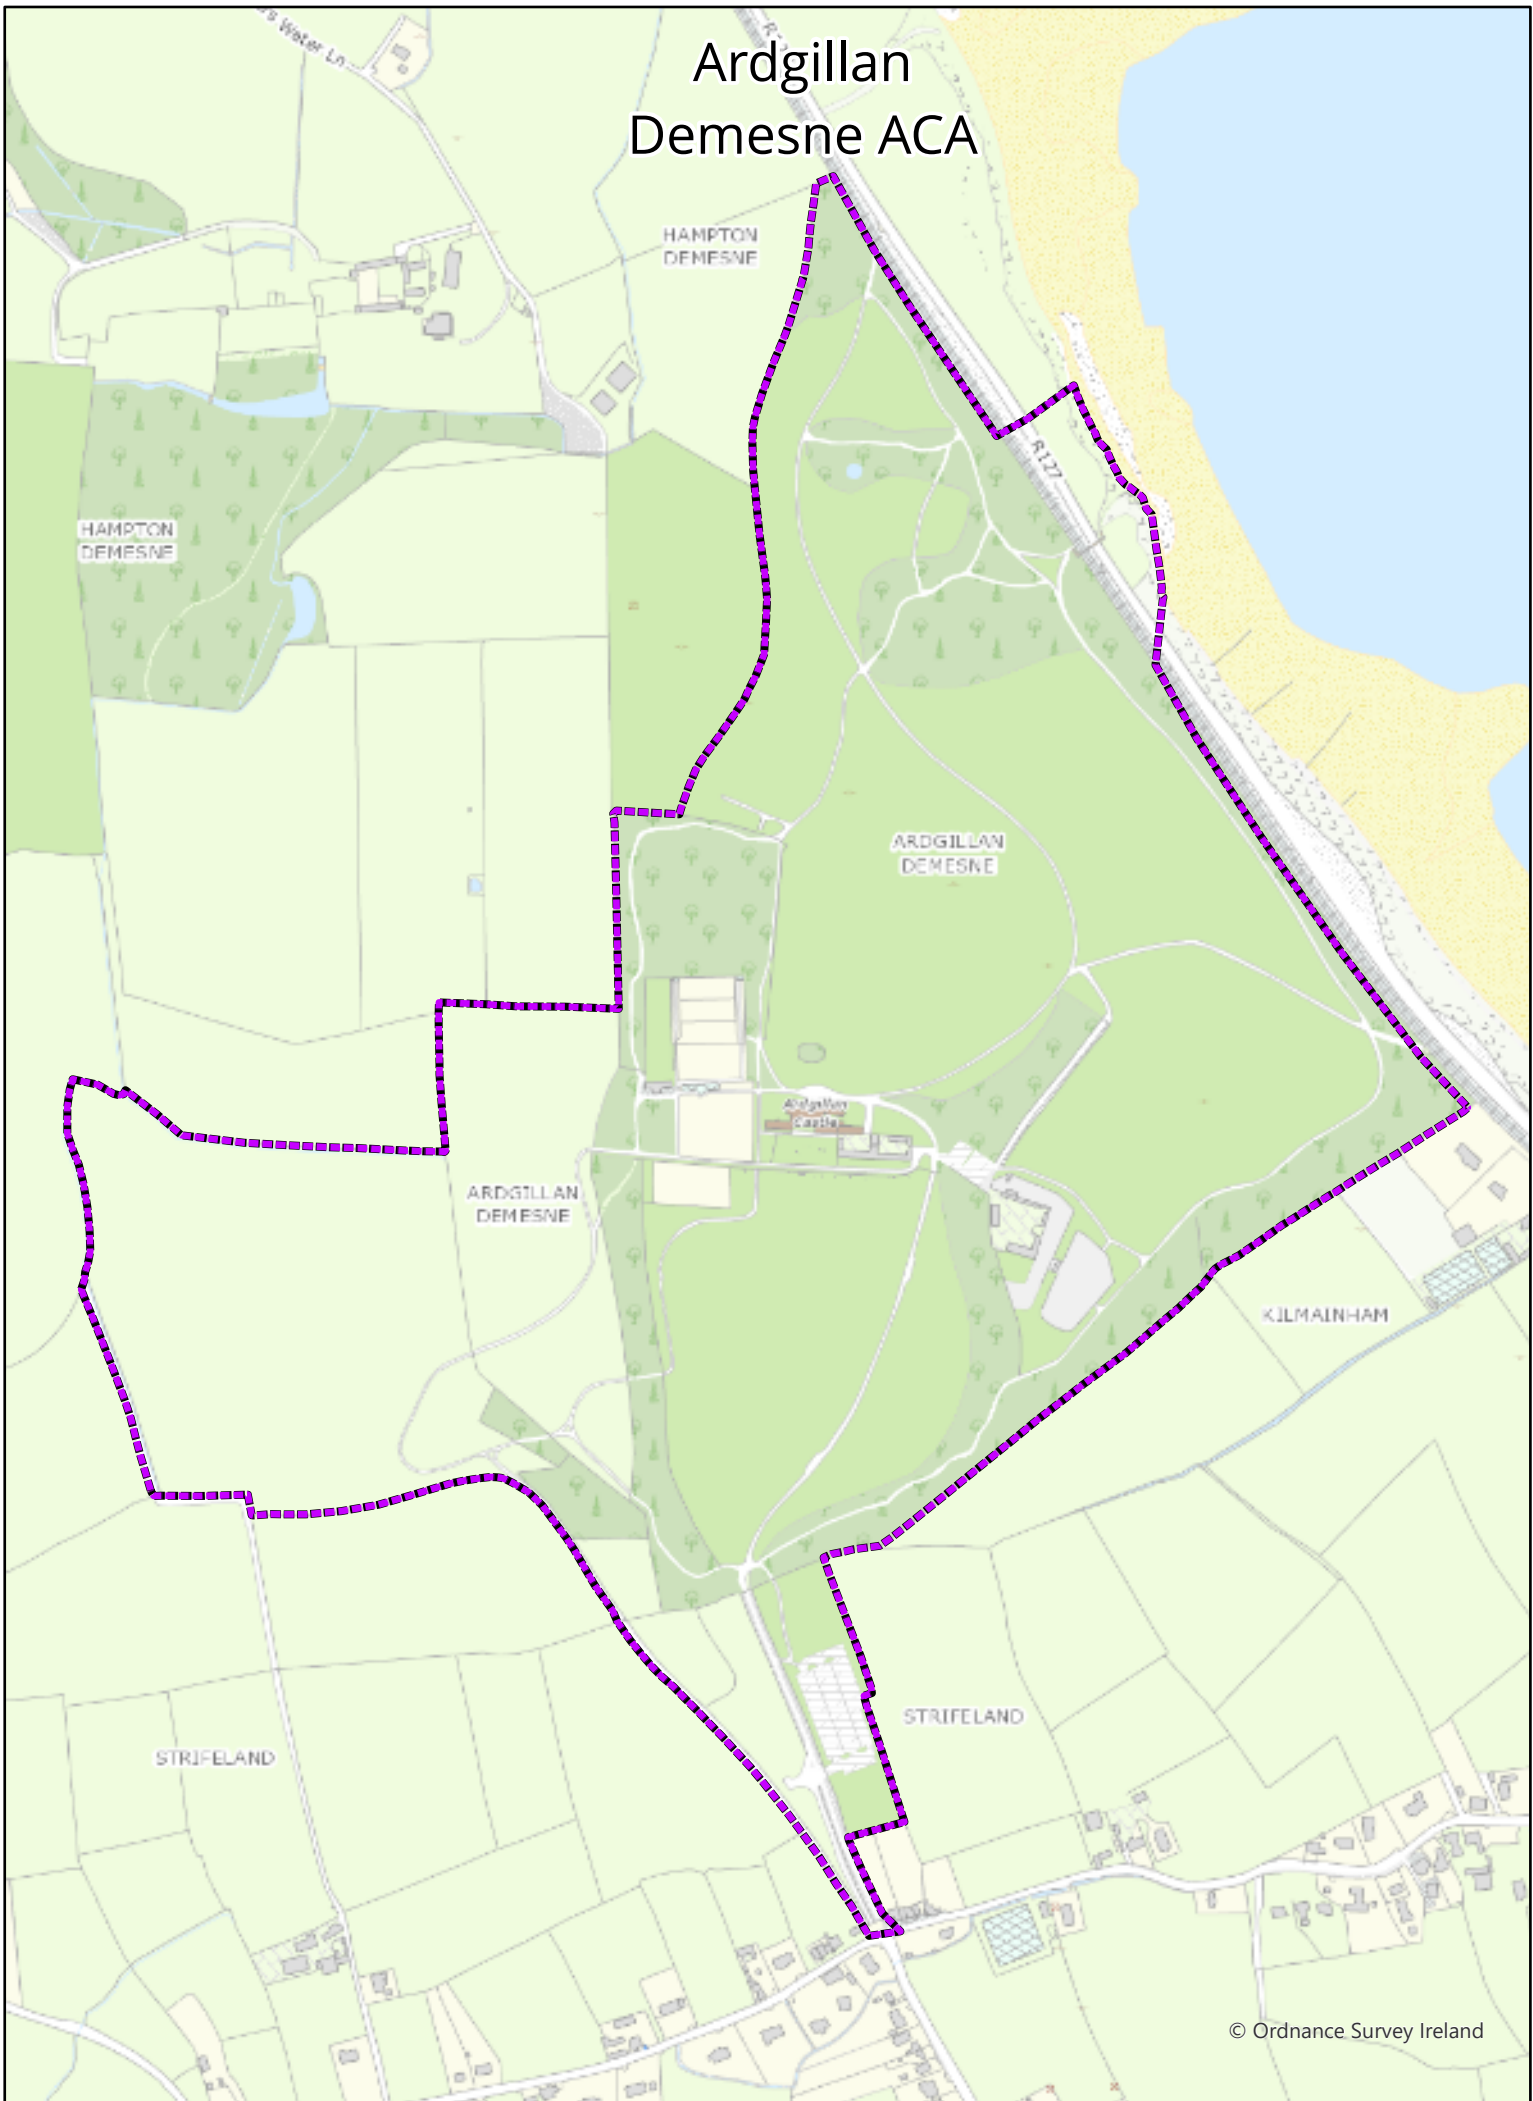 Ardgillan
Demesne ACA
HAMPTON
DEMESNE
R127
HAMPTON
DEMESNE
ARDGILLAN
DEMESNE
Ardgillan
Castle
ARDGILLAN
DEMESNE
KILMAINHAM
STRIFELAND
STRIFELAND
© Ordnance Survey Ireland